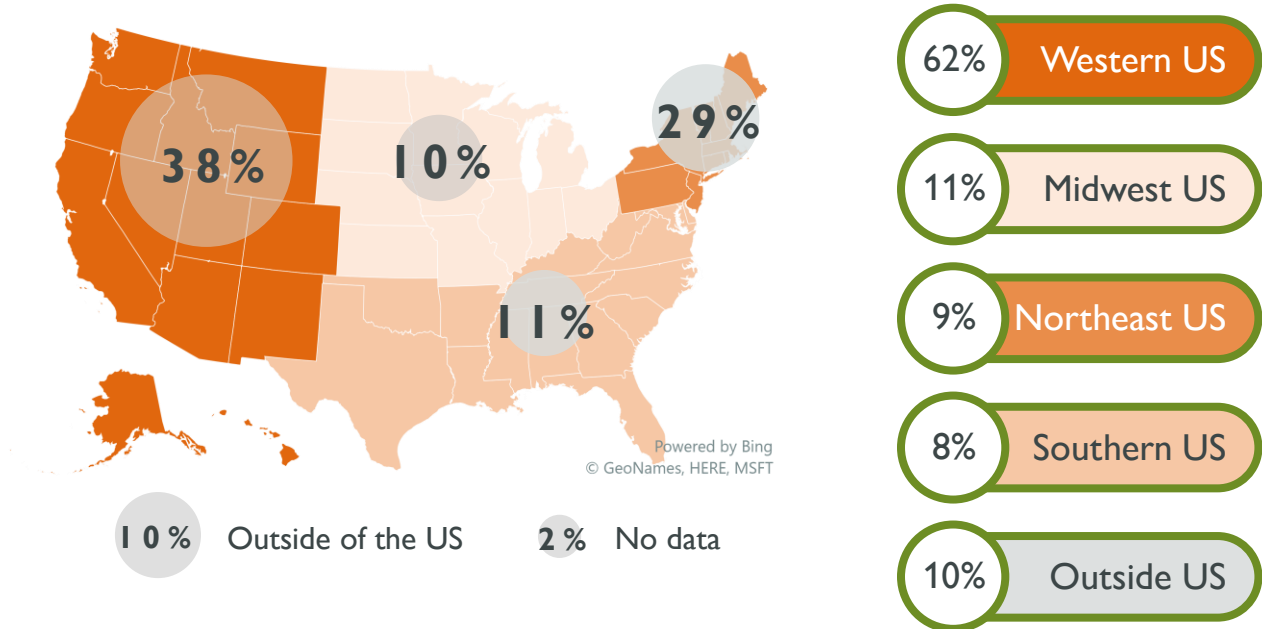 38%
10%
29%
11%
Powered by Bing
© GeoNames, HERE, MSFT
10% Outside of the US
2% No data
62% Western US
11% Midwest US
9% Northeast US
8% Southern US
10% Outside US